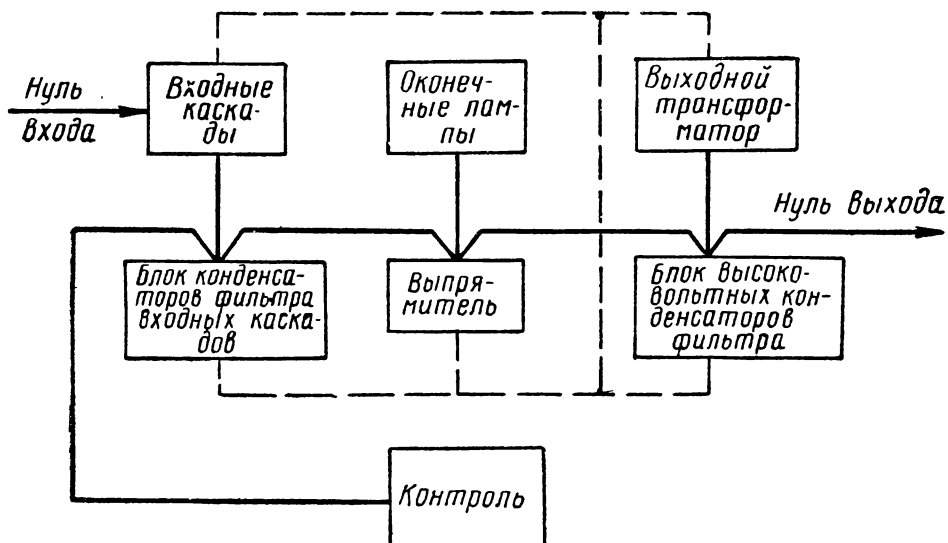 Нуль
входа
Входные
каска-
ды
Оконеч-
ные лам-
пы
Выходной
трансфор-
матор
Нуль выхода
Блок конденса-
торов фильтра
входных каска-
дов
Выпря-
митель
Блок высоко-
вольтных кон-
денсаторов
фильтра
Контроль